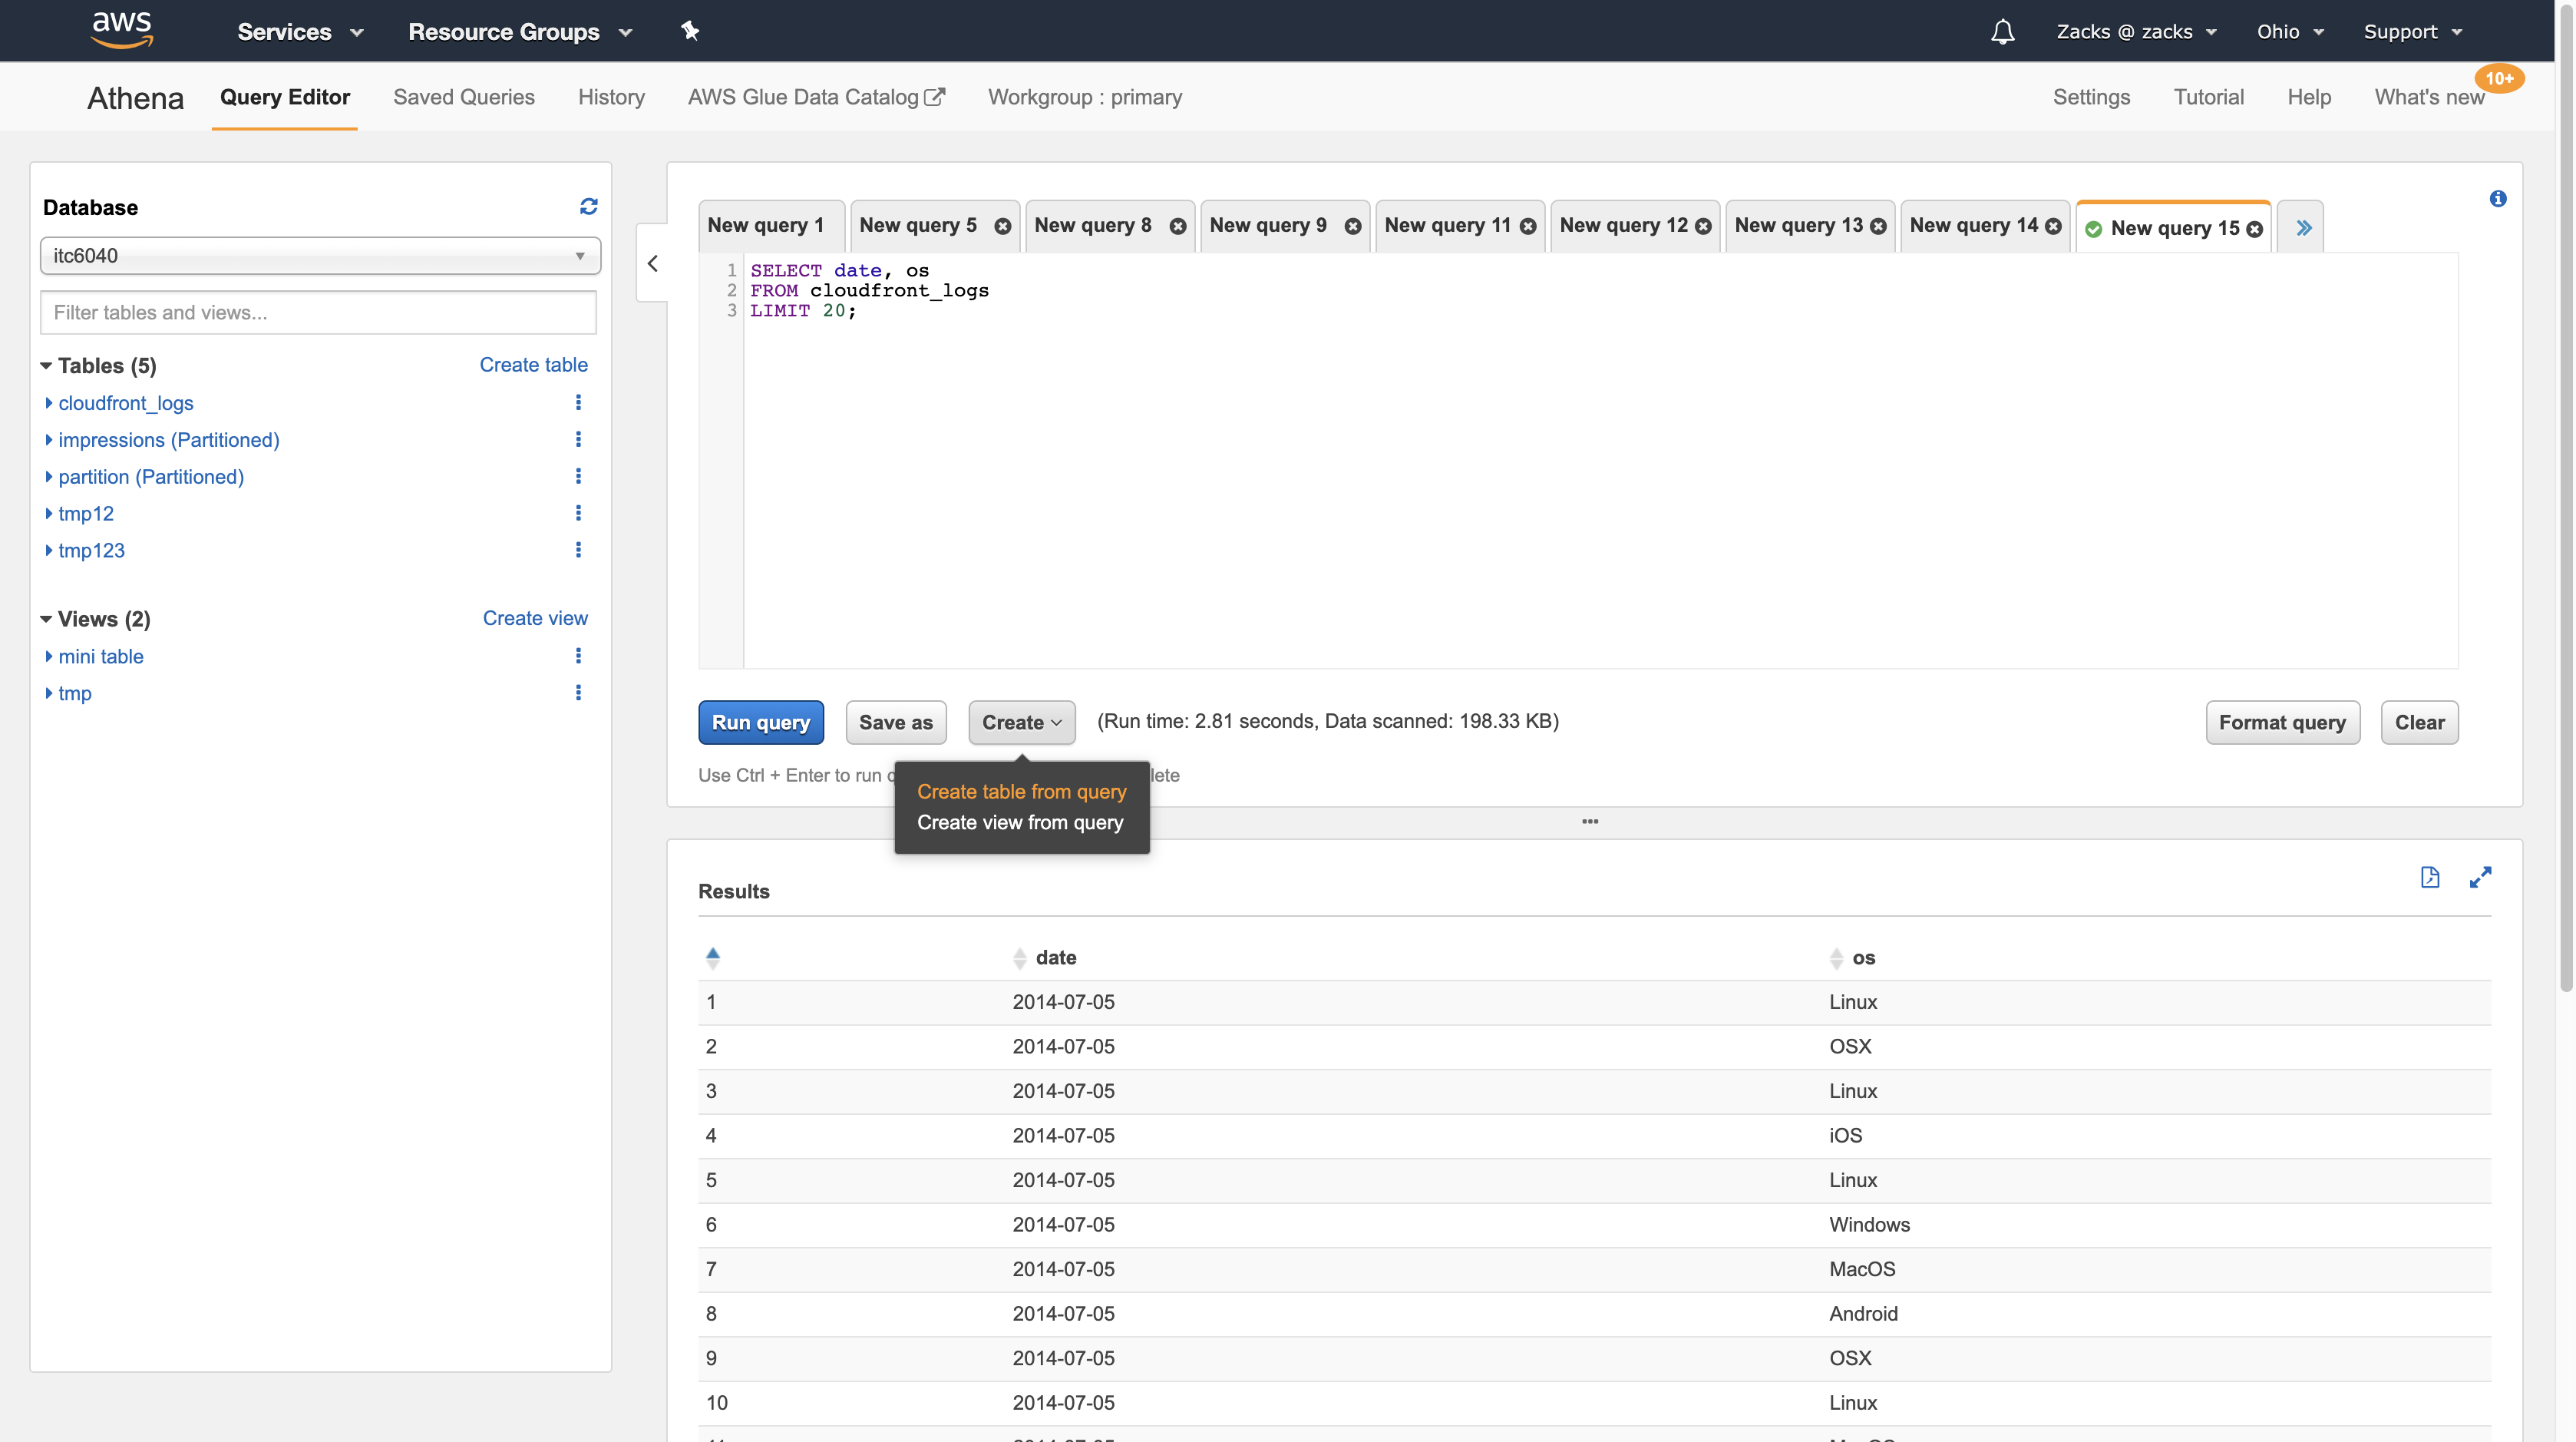 aws Services Resource Groups Zacks @ zacks Ohio Support
Athena Query Editor Saved Queries History AWS Glue Data Catalog Workgroup : primary Settings Tutorial Help What's new 10+
Database
itc6040
Filter tables and views...
Tables (5) Create table
cloudfront_logs
impressions (Partitioned)
partition (Partitioned)
tmp12
tmp123
Views (2) Create view
mini table
tmp
New query 1 New query 5 New query 8 New query 9 New query 11 New query 12 New query 13 New query 14 New query 15
1 SELECT date, os
2 FROM cloudfront_logs
3 LIMIT 20;
Run query Save as Create (Run time: 2.81 seconds, Data scanned: 198.33 KB) Format query Clear
Use Ctrl + Enter to run
Create table from query
Create view from query
Results
date os
1 2014-07-05 Linux
2 2014-07-05 OSX
3 2014-07-05 Linux
4 2014-07-05 iOS
5 2014-07-05 Linux
6 2014-07-05 Windows
7 2014-07-05 MacOS
8 2014-07-05 Android
9 2014-07-05 OSX
10 2014-07-05 Linux